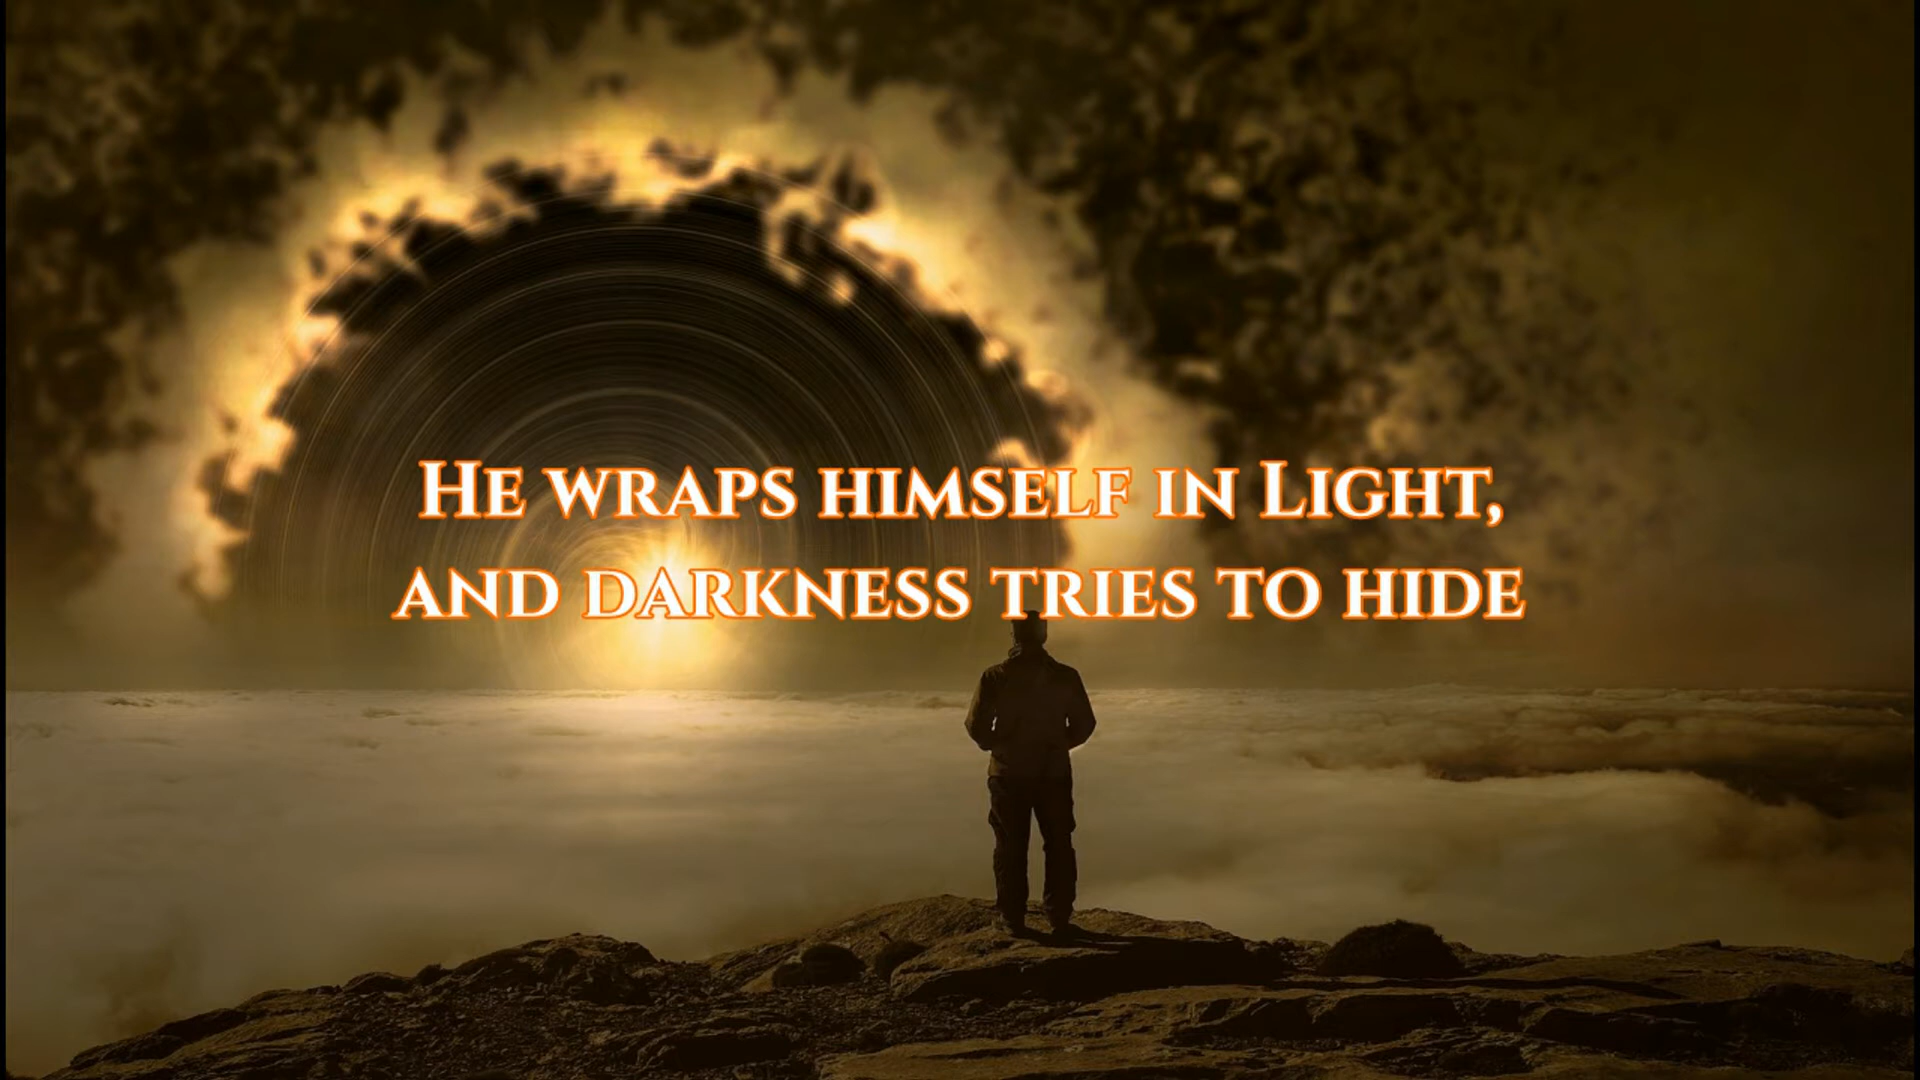 He wraps himself in Light,
and darkness tries to hide